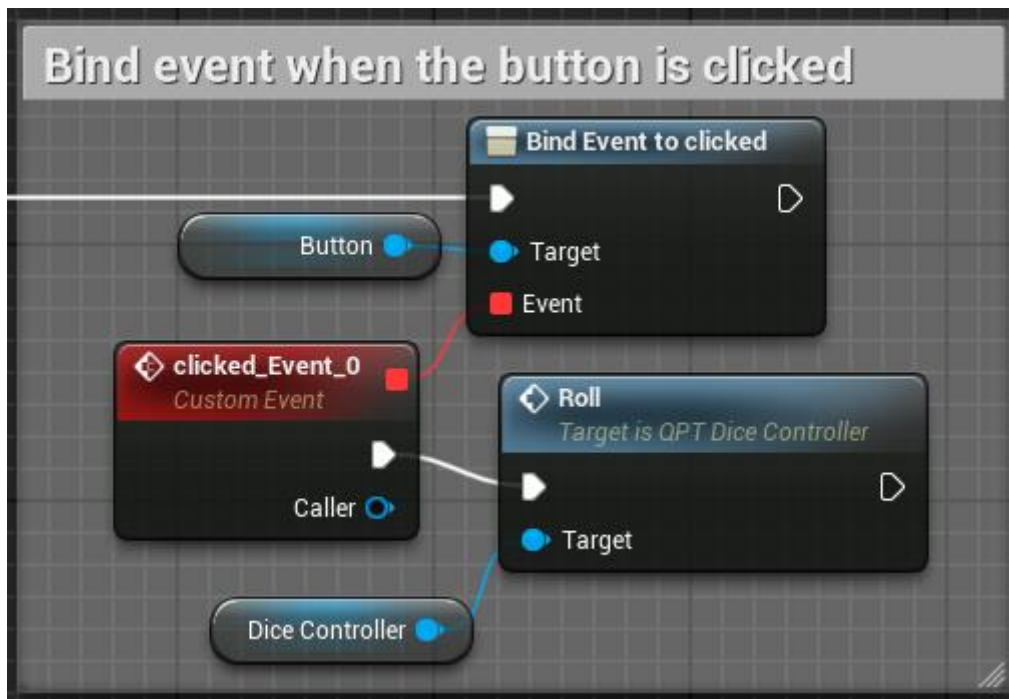 Bind event when the button is clicked
Bind Event to clicked
Button
Target
Event
clicked_Event_0
Custom Event
Caller
Roll
Target is QPT Dice Controller
Target
Dice Controller